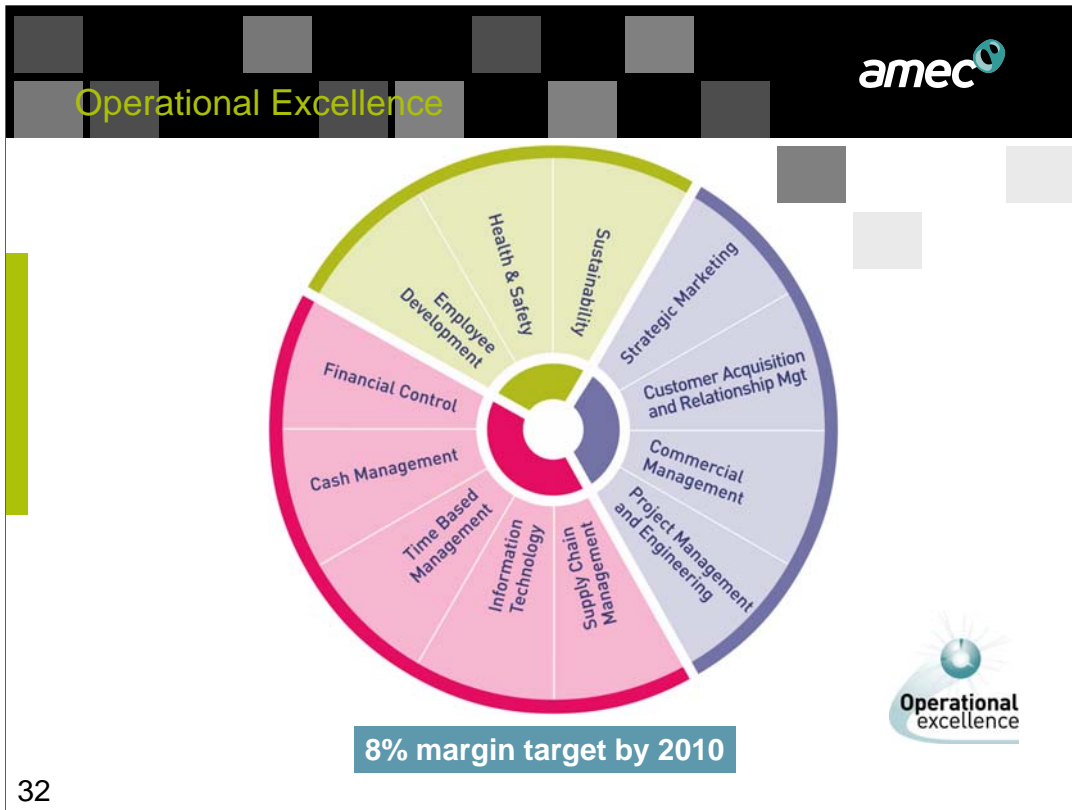 amec
Operational Excellence
Sustainability
Health & Safety
Employee
Development
Strategic Marketing
Customer Acquisition
and Relationship Mgt
Commercial
Management
Project Management
and Engineering
Supply Chain
Management
Information
Technology
Time Based
Management
Cash Management
Financial Control
Operational
excellence
8% margin target by 2010
32